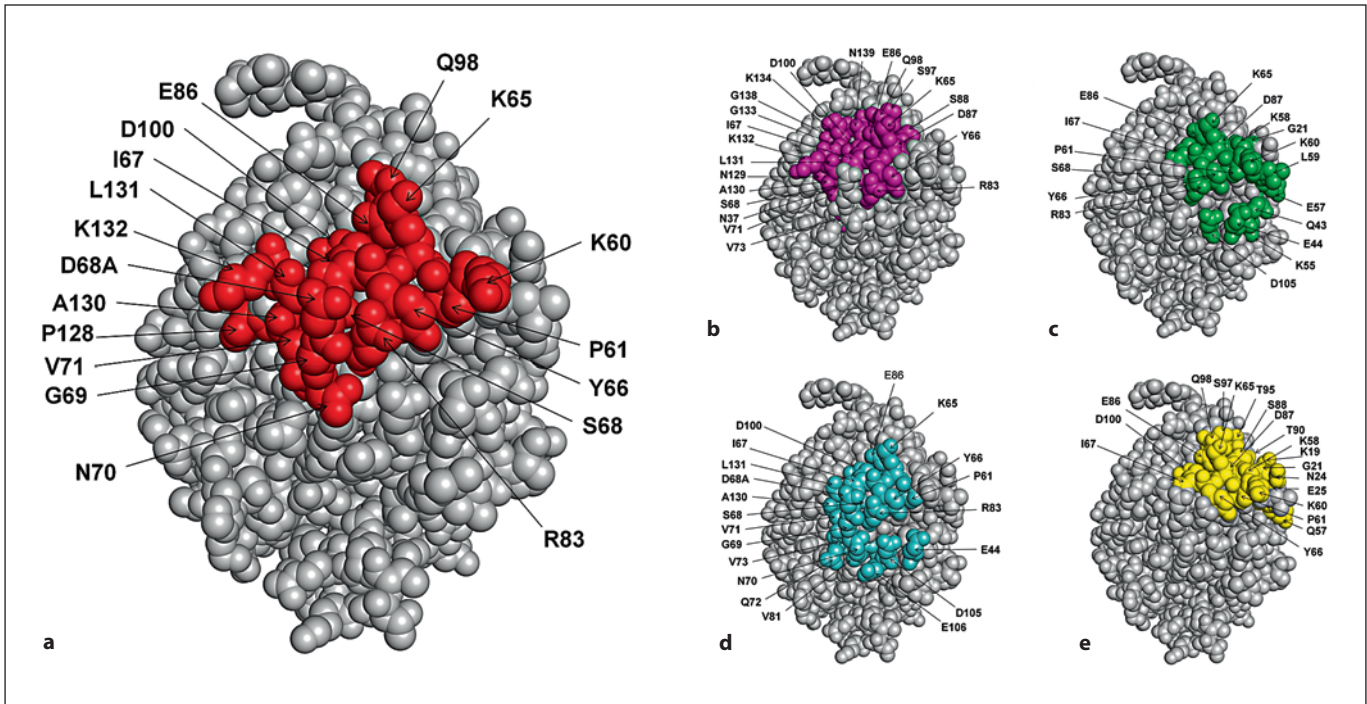 Q98
E86
K65
D100
I67
L131
K132
D68A
A130
P128
V71
G69
N70
K60
P61
Y66
S68
R83
a
N139
E86
Q98
D100
S97
K134
K65
G138
S88
G133
D87
I67
Y66
K132
L131
N129
R83
A130
S68
N37
V71
V73
b
K65
E86
D87
K58
I67
G21
P61
K60
S68
L59
Y66
R83
E57
Q43
E44
K55
D105
c
E86
K65
D100
I67
Y66
L131
P61
D68A
A130
R83
S68
V71
G69
E44
V73
N70
Q72
D105
V81
E106
d
Q98
S97
K65
T95
E86
S88
D87
D100
T90
I67
K58
K19
G21
N24
E25
K60
P61
Q57
Y66
e